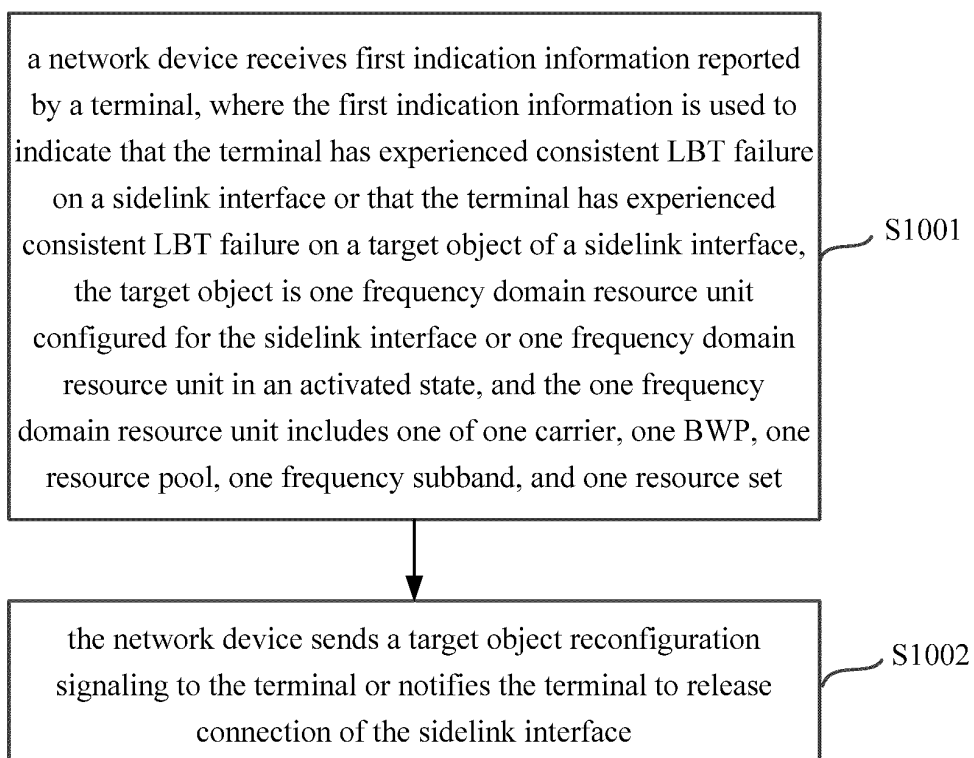 a network device receives first indication information reported
by a terminal, where the first indication information is used to
indicate that the terminal has experienced consistent LBT failure
on a sidelink interface or that the terminal has experienced
consistent LBT failure on a target object of a sidelink interface,
the target object is one frequency domain resource unit
configured for the sidelink interface or one frequency domain
resource unit in an activated state, and the one frequency
domain resource unit includes one of one carrier, one BWP, one
resource pool, one frequency subband, and one resource set
S1001
the network device sends a target object reconfiguration
signaling to the terminal or notifies the terminal to release
connection of the sidelink interface
S1002